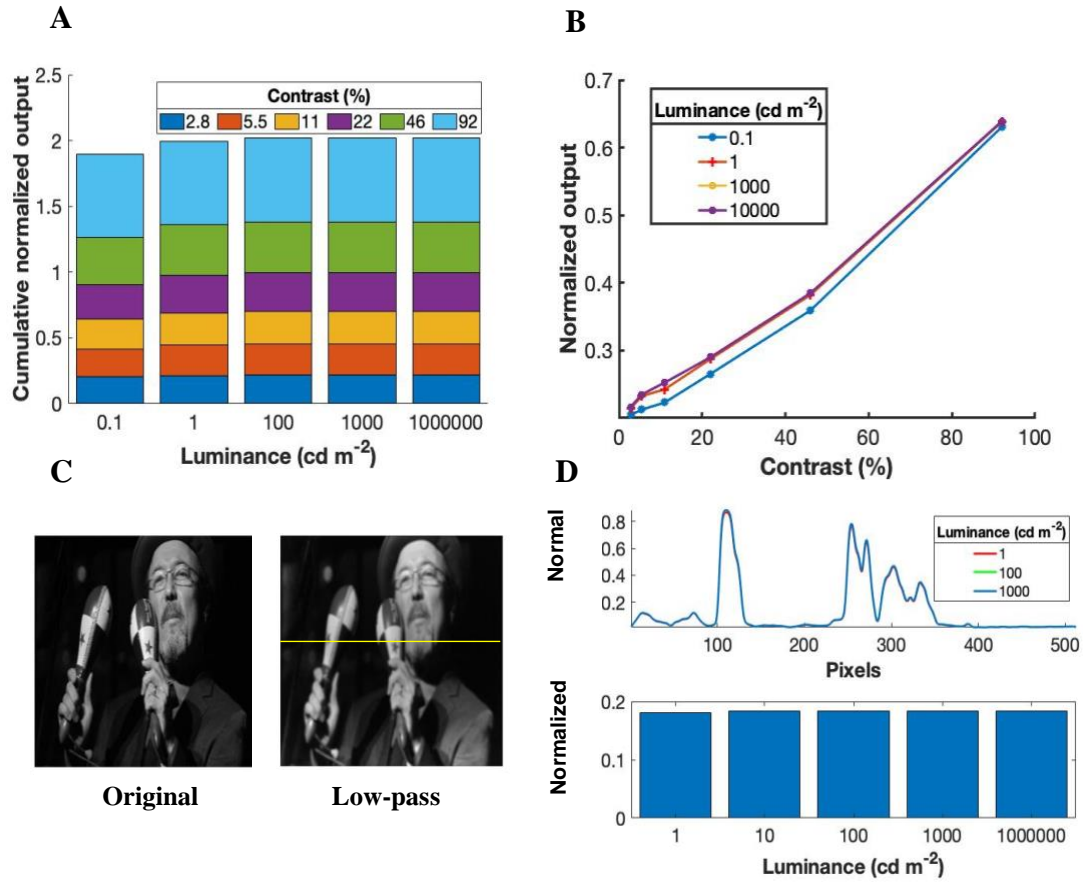 A
Cumulative normalized output
2.5
2
1.5
1
0.5
0
Contrast (%)
2.8 5.5 11 22 46 92
0.1 1 100 1000 1000000
Luminance (cd m⁻²)
B
Normalized output
0.7
0.6
0.5
0.4
0.3
Luminance (cd m⁻²)
0.1
1
1000
10000
0 20 40 60 80 100
Contrast (%)
C
Original
Low-pass
D
Normal
0.8
0.6
0.4
0.2
Luminance (cd m⁻²)
1
100
1000
100 200 300 400 500
Pixels
Normalized
0.2
0.1
0
1 10 100 1000 1000000
Luminance (cd m⁻²)